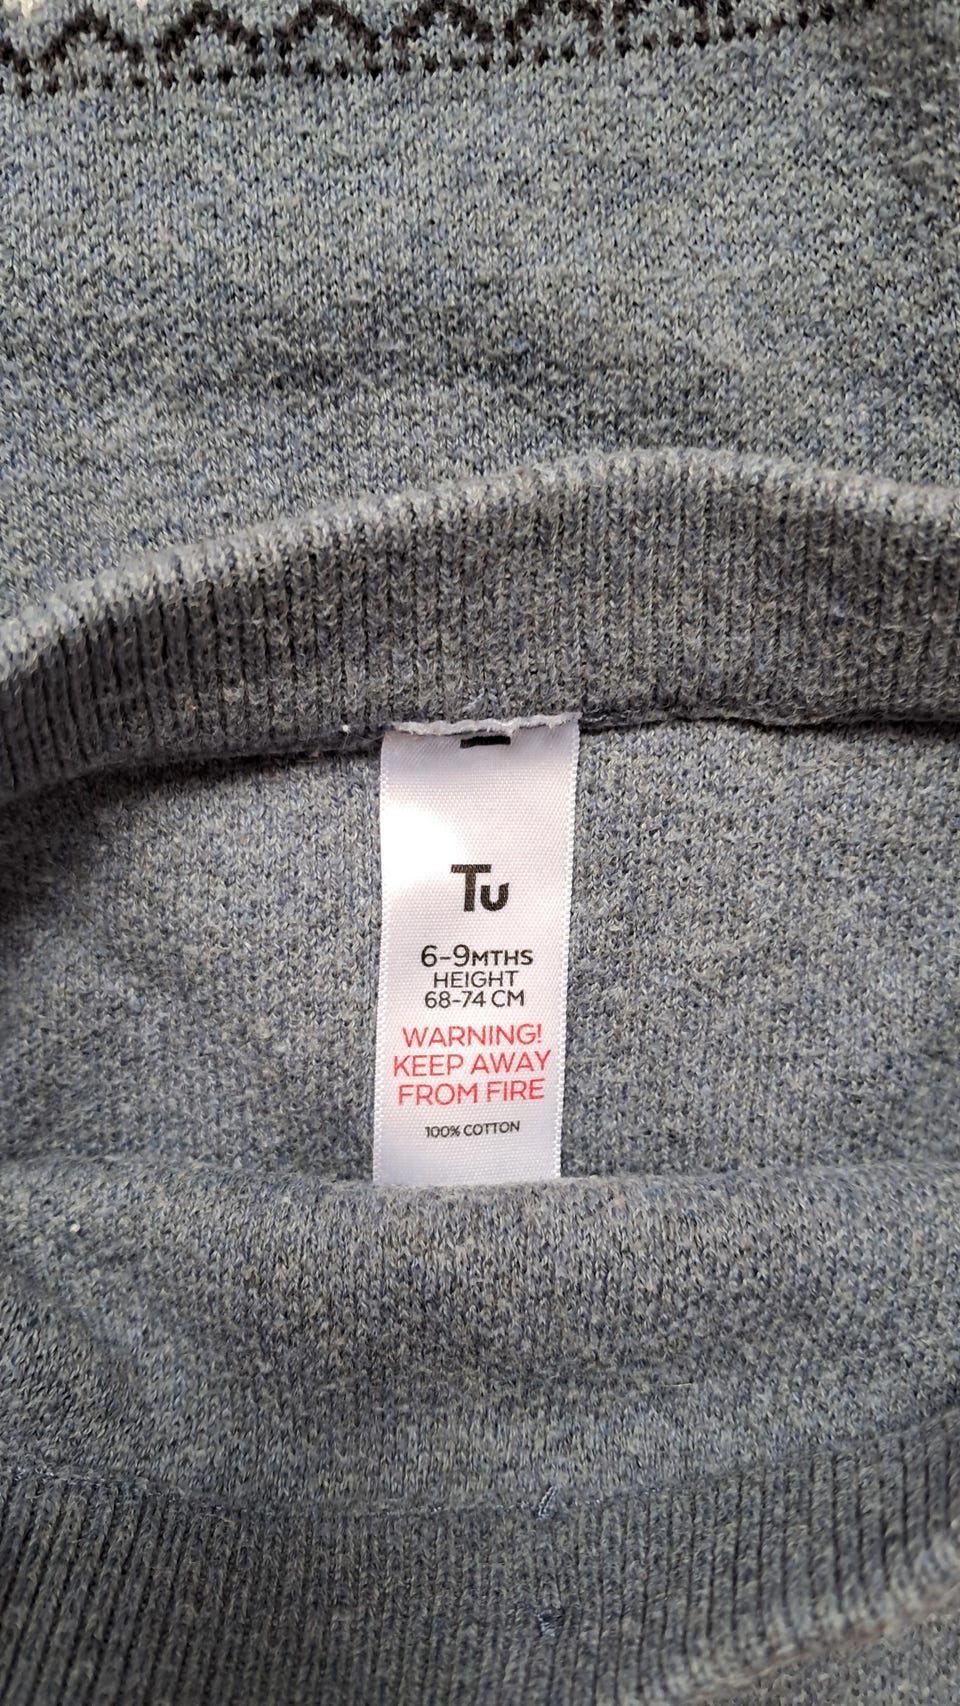 Tu
6-9MTHS
HEIGHT
68-74 CM
WARNING!
KEEP AWAY
FROM FIRE
100% COTTON